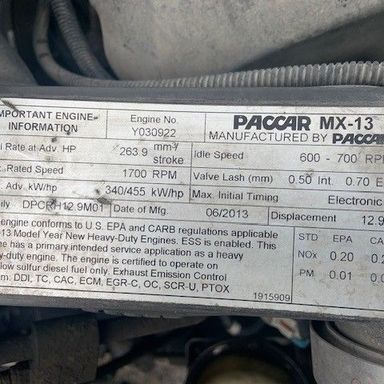 IMPORTANT ENGINE INFORMATION
Engine No.
Y030922
PACCAR MX-13
MANUFACTURED BY PACCAR
Rate at Adv. HP 263.9 mm³/stroke
Idle Speed 600 - 700 RPM
Rated Speed 1700 RPM
Valve Lash (mm) 0.50 Int. 0.70 E
Adv. kw/hp 340/455 kw/hp
Max. Initial Timing Electronic
DPCRH12.9M01
Date of Mfg. 06/2013
Displacement 12.9
engine conforms to U.S. EPA and CARB regulations applicable
13 Model Year New Heavy-Duty Engines. ESS enabled. This
has a primary intended service application as a heavy
-duty engine. The engine is certified to operate on
low sulfur diesel fuel only. Exhaust Emission Control
DDI, TC, CAC, ECM, EGR-C, OC, SCR-U, PTOX
STD EPA CA
NOx 0.20 0.
PM 0.01 0.0
1915909